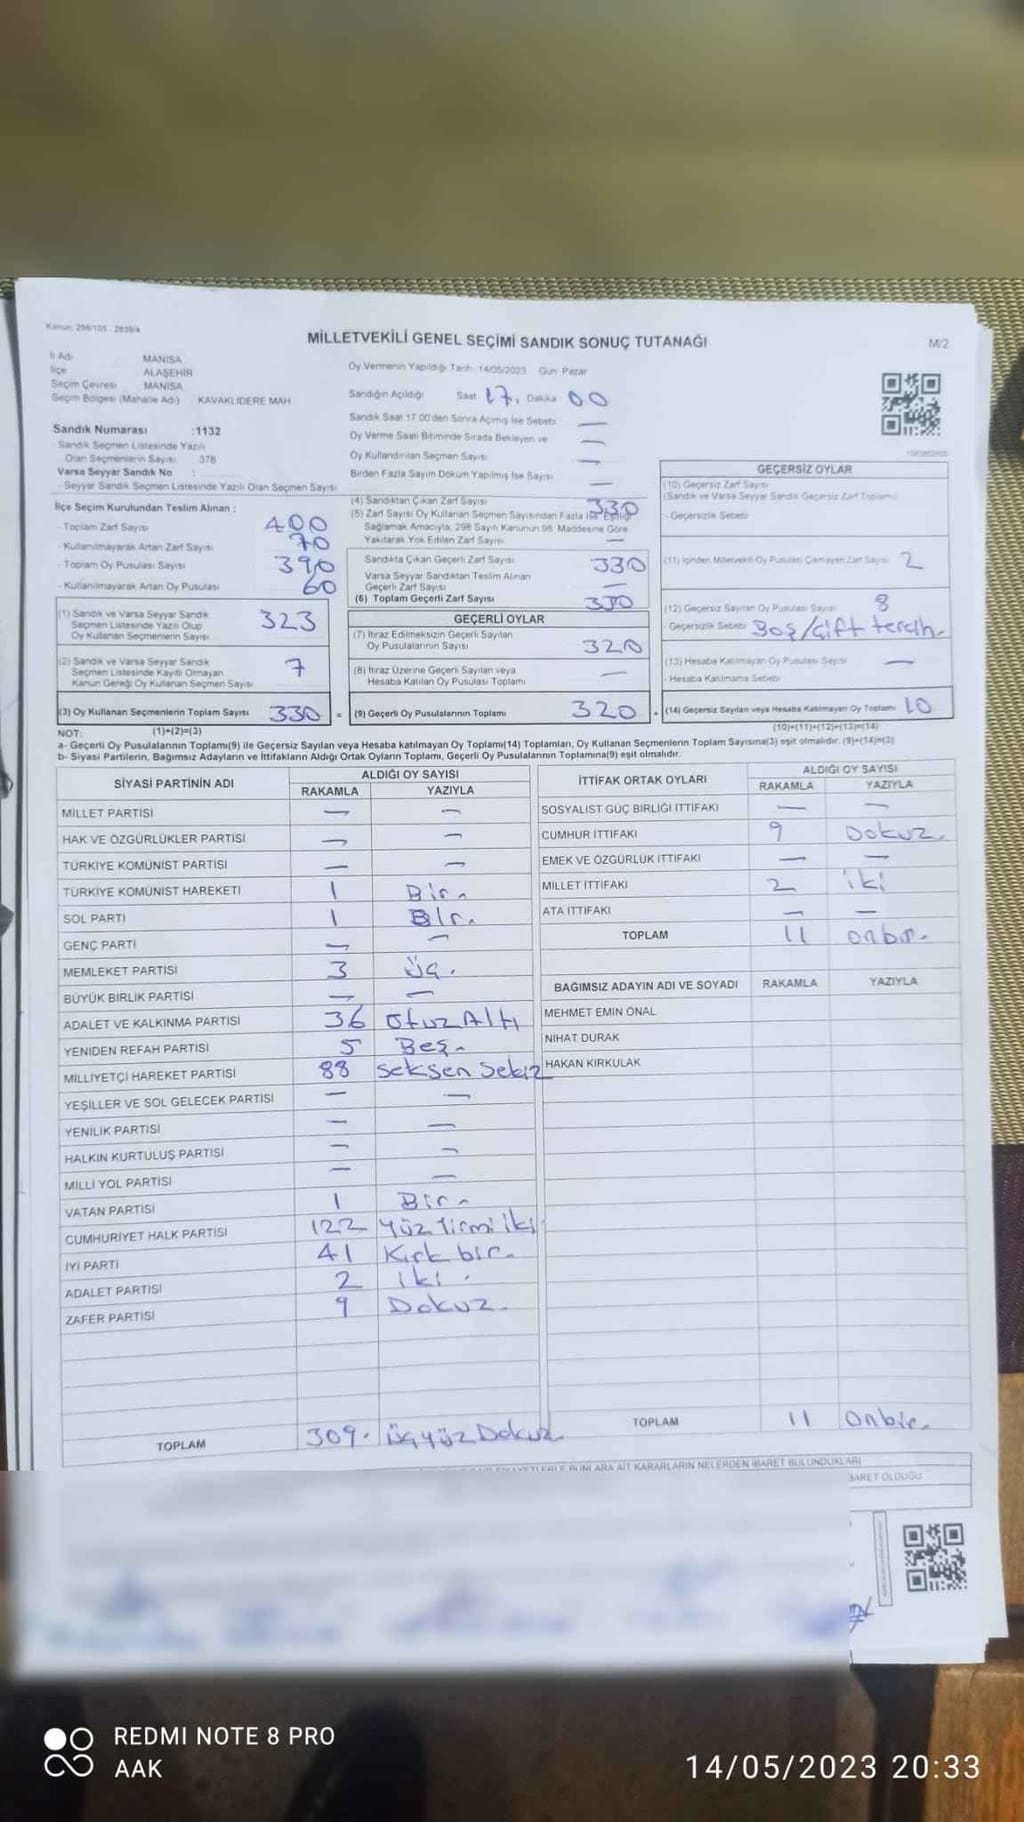 Kanun: 298/105 - 2839/4
MİLLETVEKİLİ GENEL SEÇİMİ SANDIK SONUÇ TUTANAĞI
M/2
İl Adı MANİSA
İlçe ALAŞEHİR
Seçim Çevresi MANİSA
Seçim Bölgesi (Mahalle Adı) KAVAKLIDERE MAH
Sandık Numarası :1132
- Sandık Seçmen Listesinde Yazılı
Olan Seçmenlerin Sayısı 376
Varsa Seyyar Sandık No :
- Seyyar Sandık Seçmen Listesinde Yazılı Olan Seçmen Sayısı
Oy Vermenin Yapıldığı Tarih: 14/05/2023 Gün: Pazar
Sandığın Açıldığı Saat 17, Dakika 00
Sandık Saat 17:00'den Sonra Açılmış İse Sebebi —
Oy Verme Saati Bitiminde Sırada Bekleyen ve —
Oy Kullandırılan Seçmen Sayısı —
Birden Fazla Sayım Döküm Yapılmış İse Sayısı —
İlçe Seçim Kurulundan Teslim Alınan :
- Toplam Zarf Sayısı 400
- Kullanılmayarak Artan Zarf Sayısı 70
- Toplam Oy Pusulası Sayısı 390
- Kullanılmayarak Artan Oy Pusulası 60
(1) Sandık ve Varsa Seyyar Sandık
Seçmen Listesinde Yazılı Olup
Oy Kullanan Seçmenlerin Sayısı 323
(2) Sandık ve Varsa Seyyar Sandık
Seçmen Listesinde Kayıtlı Olmayan
Kanun Gereği Oy Kullanan Seçmen Sayısı 7
(3) Oy Kullanan Seçmenlerin Toplam Sayısı 330 =
(4) Sandıktan Çıkan Zarf Sayısı 330
(5) Zarf Sayısı Oy Kullanan Seçmen Sayısından Fazla İse Eşitliği
Sağlamak Amacıyla, 298 Sayılı Kanunun 98. Maddesine Göre
Yakılarak Yok Edilen Zarf Sayısı —
Sandıkta Çıkan Geçerli Zarf Sayısı 330
Varsa Seyyar Sandıktan Teslim Alınan
Geçerli Zarf Sayısı —
(6) Toplam Geçerli Zarf Sayısı 330
GEÇERLİ OYLAR
(7) İtiraz Edilmeksizin Geçerli Sayılan
Oy Pusulalarının Sayısı 320
(8) İtiraz Üzerine Geçerli Sayılan veya
Hesaba Katılan Oy Pusulası Toplamı —
(9) Geçerli Oy Pusulalarının Toplamı 320
GEÇERSİZ OYLAR
(10) Geçersiz Zarf Sayısı
(Sandık ve Varsa Seyyar Sandık Geçersiz Zarf Toplamı)
- Geçersizlik Sebebi
(11) İçinden Milletvekili Oy Pusulası Çıkmayan Zarf Sayısı 2
(12) Geçersiz Sayılan Oy Pusulası Sayısı 8
- Geçersizlik Sebebi Boş/Çift tercih.
(13) Hesaba Katılmayan Oy Pusulası Sayısı —
- Hesaba Katılmama Sebebi
(14) Geçersiz Sayılan veya Hesaba Katılmayan Oy Toplamı 10
NOT: (1)+(2)=(3) (10)+(11)+(12)+(13)=(14)
a- Geçerli Oy Pusulalarının Toplamı(9) ile Geçersiz Sayılan veya Hesaba katılmayan Oy Toplamı(14) Toplamları, Oy Kullanan Seçmenlerin Toplam Sayısına(3) eşit olmalıdır. (9)+(14)=(3)
b- Siyasi Partilerin, Bağımsız Adayların ve İttifakların Aldığı Ortak Oyların Toplamı, Geçerli Oy Pusulalarının Toplamına(9) eşit olmalıdır.
SİYASİ PARTİNİN ADI ALDIĞI OY SAYISI
RAKAMLA YAZIYLA
MİLLET PARTİSİ — —
HAK VE ÖZGÜRLÜKLER PARTİSİ — —
TÜRKİYE KOMÜNİST PARTİSİ — —
TÜRKİYE KOMÜNİST HAREKETİ 1 Bir.
SOL PARTİ 1 Bir.
GENÇ PARTİ — —
MEMLEKET PARTİSİ 3 Üç.
BÜYÜK BİRLİK PARTİSİ — —
ADALET VE KALKINMA PARTİSİ 36 OtuzAltı
YENİDEN REFAH PARTİSİ 5 Beş.
MİLLİYETÇİ HAREKET PARTİSİ 88 Seksen Sekiz
YEŞİLLER VE SOL GELECEK PARTİSİ — —
YENİLİK PARTİSİ — —
HALKIN KURTULUŞ PARTİSİ — —
MİLLİ YOL PARTİSİ — —
VATAN PARTİSİ 1 Bir.
CUMHURİYET HALK PARTİSİ 122 Yüz Yirmi iki
İYİ PARTİ 41 Kırk bir.
ADALET PARTİSİ 2 iki.
ZAFER PARTİSİ 9 Dokuz.
TOPLAM 309. Üçyüz Dokuz.
İTTİFAK ORTAK OYLARI ALDIĞI OY SAYISI
RAKAMLA YAZIYLA
SOSYALİST GÜÇ BİRLİĞİ İTTİFAKI — —
CUMHUR İTTİFAKI 9 Dokuz.
EMEK VE ÖZGÜRLÜK İTTİFAKI — —
MİLLET İTTİFAKI 2 iki
ATA İTTİFAKI — —
TOPLAM 11 onbir.
BAĞIMSIZ ADAYIN ADI VE SOYADI RAKAMLA YAZIYLA
MEHMET EMİN ÖNAL
NİHAT DURAK
HAKAN KIRKULAK
TOPLAM 11 Onbir.
BUNLARA AİT KARARLARIN NELERDEN İBARET BULUNDUKLARI
İBARET OLDUĞU
REDMI NOTE 8 PRO
AAK
14/05/2023 20:33